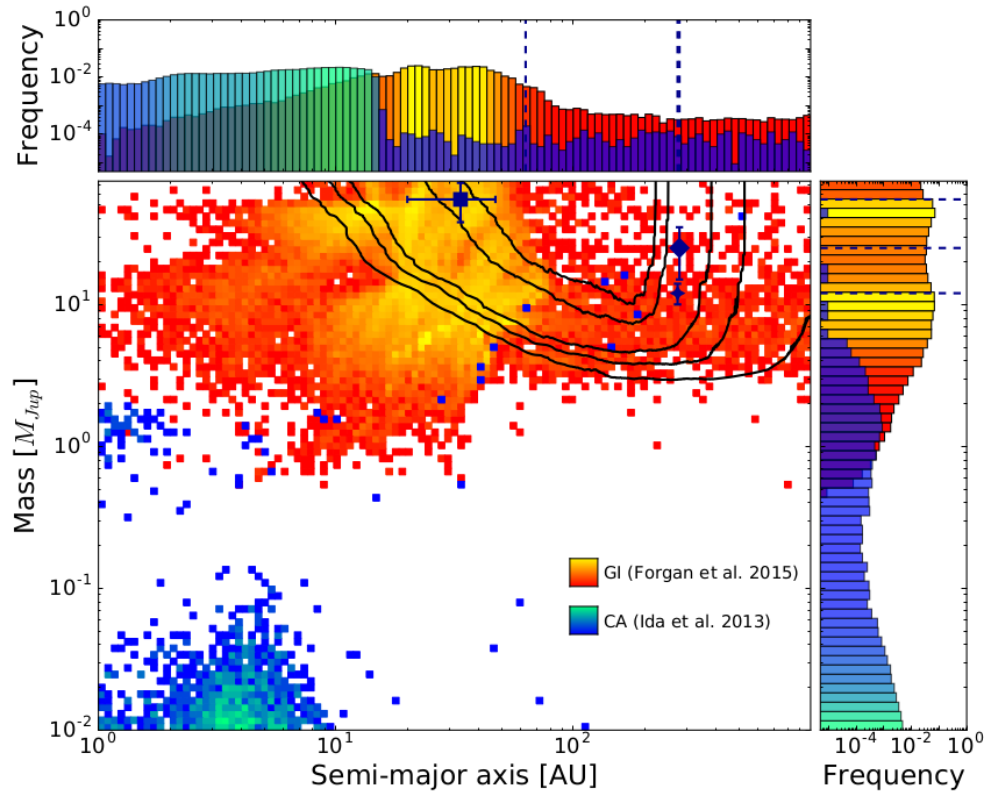 Frequency
10^0
10^-2
10^-4
Mass [M_Jup]
10^1
10^0
10^-1
10^-2
GI (Forgan et al. 2015)
CA (Ida et al. 2013)
10^0
10^1
10^2
Semi-major axis [AU]
10^-4
10^-2
10^0
Frequency